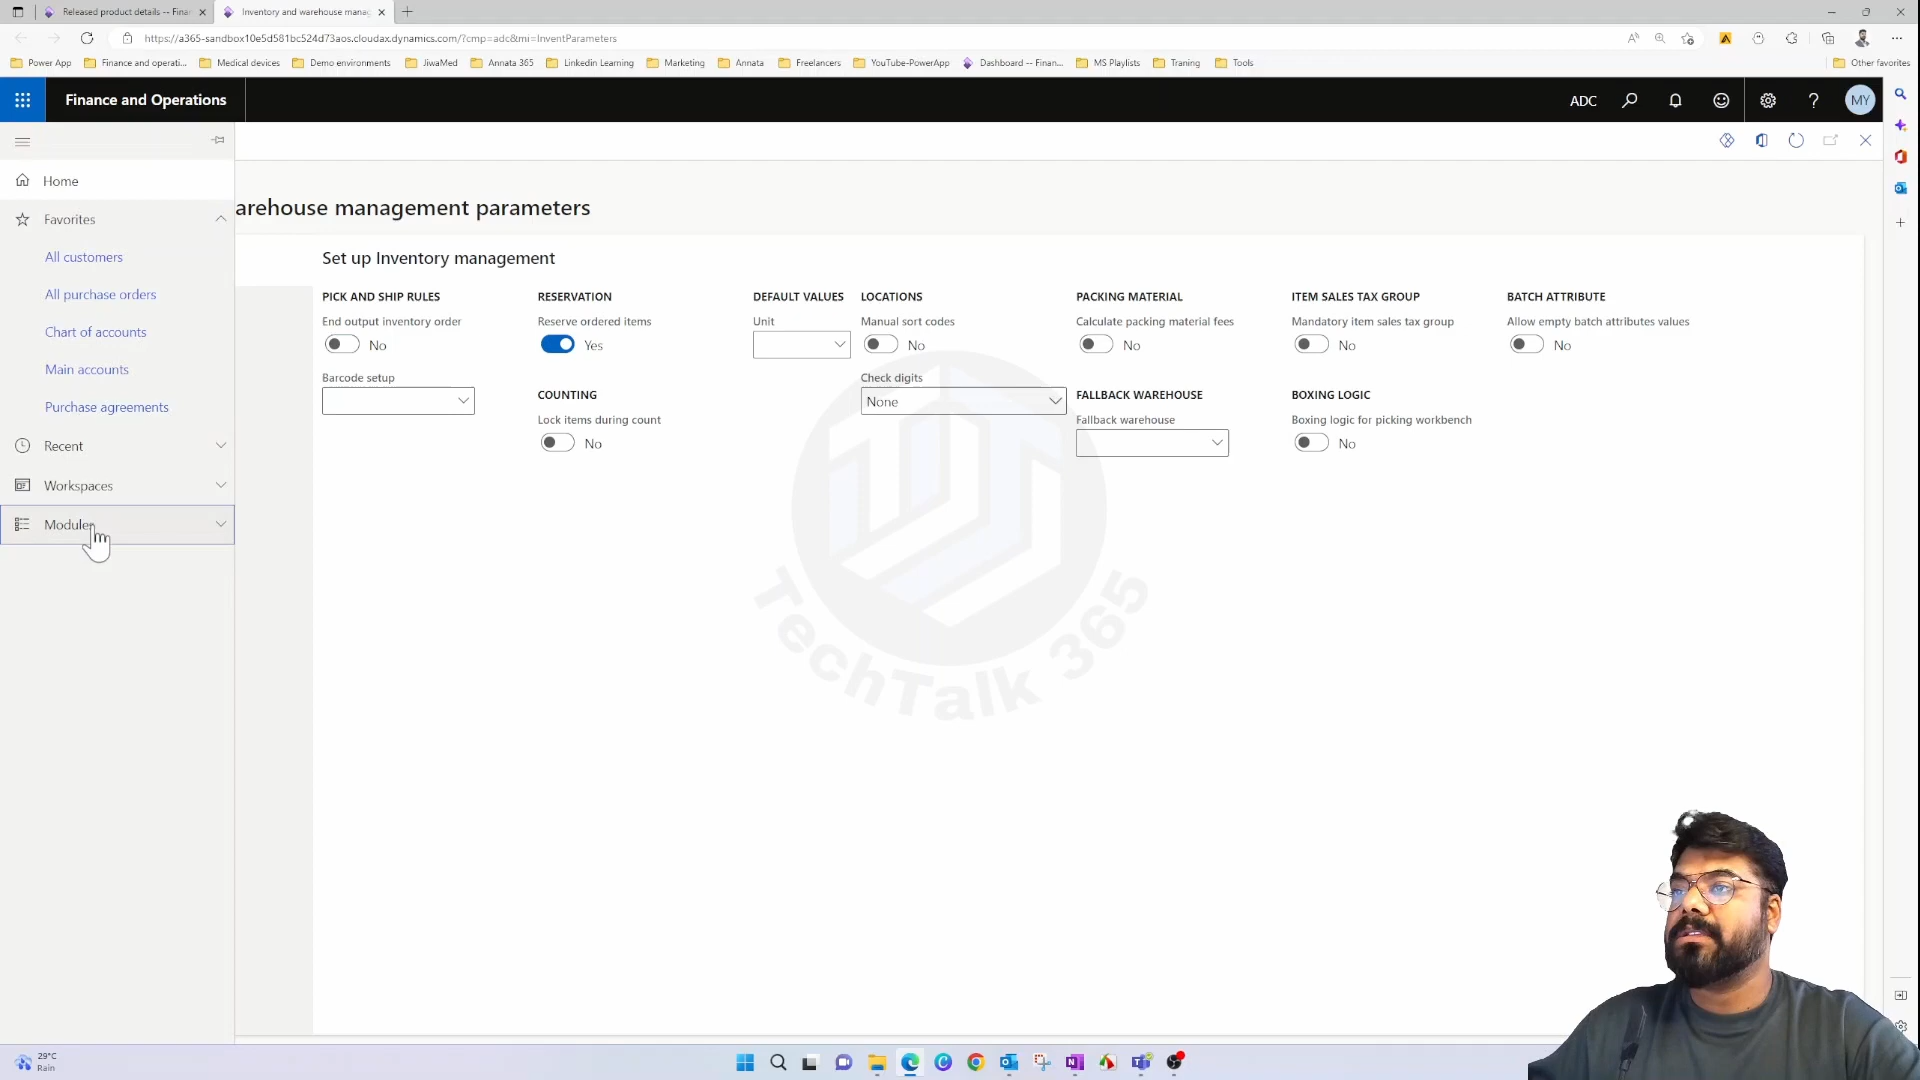 Released product details -- Finan
Inventory and warehouse manag
https://a365-sandbox10e5d581bc524d73aos.cloudax.dynamics.com/?cmp=adc&mi=InventParameters
Power App
Finance and operati...
Medical devices
Demo environments
JiwaMed
Annata 365
Linkedin Learning
Marketing
Annata
Freelancers
YouTube-PowerApp
Dashboard -- Finan...
MS Playlists
Traning
Tools
Other favorites
Finance and Operations
ADC
MY
Home
Favorites
All customers
All purchase orders
Chart of accounts
Main accounts
Purchase agreements
Recent
Workspaces
Modules
arehouse management parameters
Set up Inventory management
PICK AND SHIP RULES
End output inventory order
No
Barcode setup
RESERVATION
Reserve ordered items
Yes
COUNTING
Lock items during count
No
DEFAULT VALUES
Unit
LOCATIONS
Manual sort codes
No
Check digits
None
PACKING MATERIAL
Calculate packing material fees
No
FALLBACK WAREHOUSE
Fallback warehouse
ITEM SALES TAX GROUP
Mandatory item sales tax group
No
BOXING LOGIC
Boxing logic for picking workbench
No
BATCH ATTRIBUTE
Allow empty batch attributes values
No
TechTalk 365
29°C
Rain